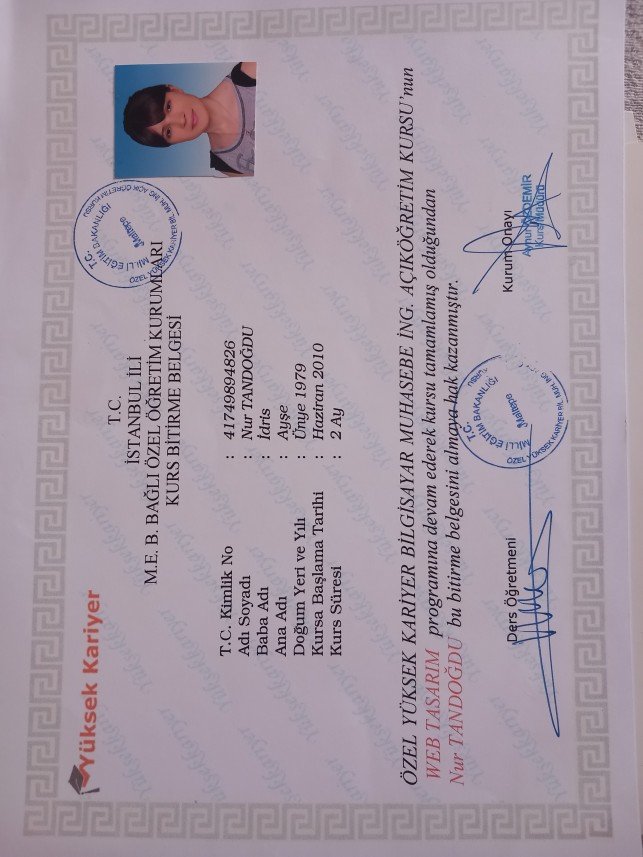 Yüksek Kariyer
T.C.
İSTANBUL İLİ
M.E. B. BAĞLI ÖZEL ÖĞRETİM KURUMLARI
KURS BİTİRME BELGESİ
T.C. Kimlik No : 41749894826
Adı Soyadı : Nur TANDOĞDU
Baba Adı : İdris
Ana Adı : Ayşe
Doğum Yeri ve Yılı : Ünye 1979
Kursa Başlama Tarihi : Haziran 2010
Kurs Süresi : 2 Ay
ÖZEL YÜKSEK KARİYER BİLGİSAYAR MUHASEBE İNG. AÇIKÖĞRETİM KURSU'nun
WEB TASARIM programına devam ederek kursu tamamlamış olduğundan
Nur TANDOĞDU bu bitirme belgesini almaya hak kazanmıştır.
Ders Öğretmeni
Kurum Onayı
Kurs Müdürü
T.C.
MİLLİ EĞİTİM BAKANLIĞI
Maltepe
T.C.
MİLLİ EĞİTİM BAKANLIĞI
Maltepe